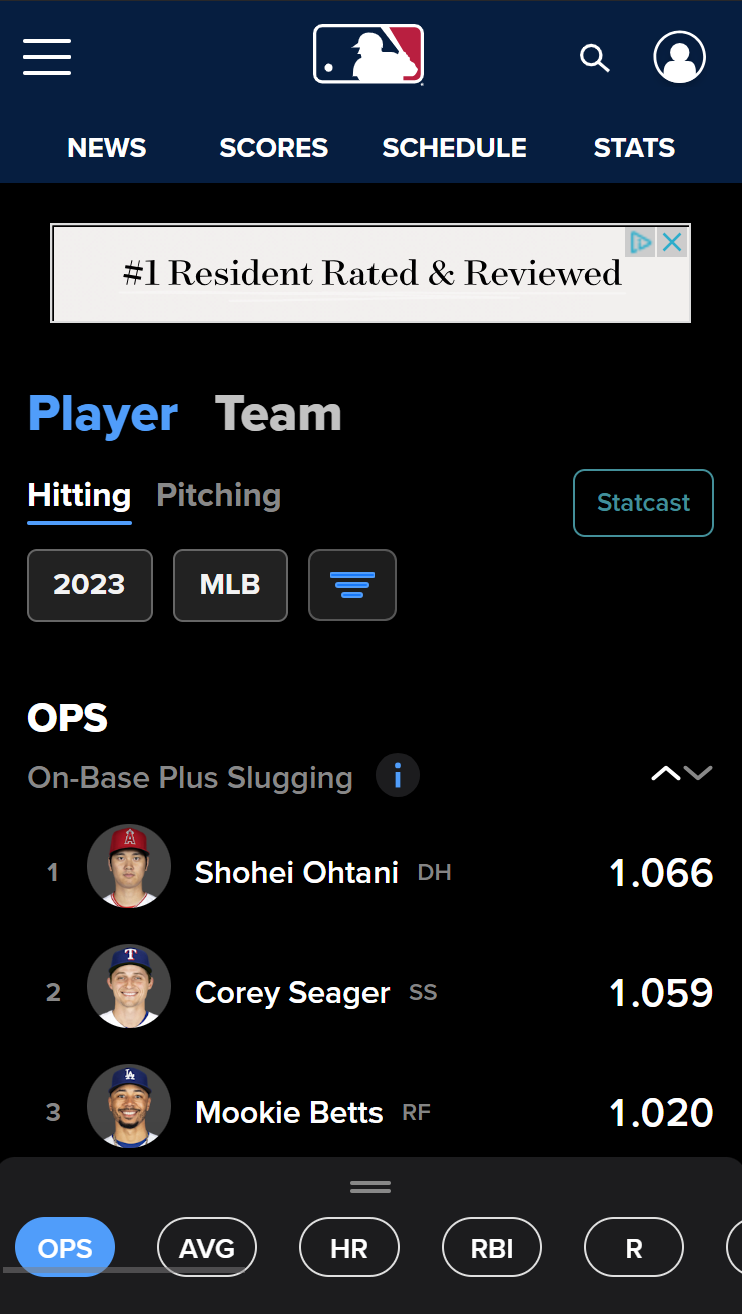 NEWS SCORES SCHEDULE STATS
#1 Resident Rated & Reviewed
Player Team
Hitting Pitching
Statcast
2023 MLB
OPS
On-Base Plus Slugging i
1 Shohei Ohtani DH 1.066
2 Corey Seager SS 1.059
3 Mookie Betts RF 1.020
OPS AVG HR RBI R